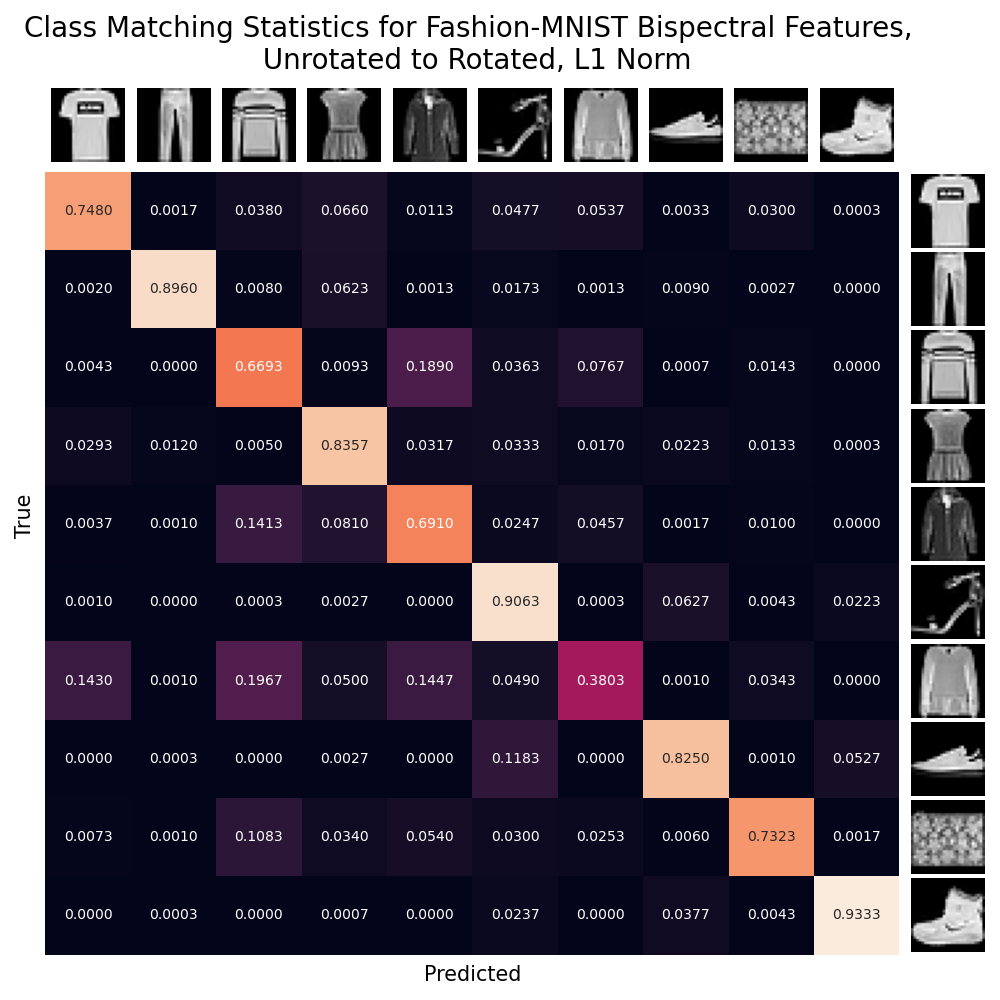 Class Matching Statistics for Fashion-MNIST Bispectral Features,
Unrotated to Rotated, L1 Norm
0.7480 0.0017 0.0380 0.0660 0.0113 0.0477 0.0537 0.0033 0.0300 0.0003
0.0020 0.8960 0.0080 0.0623 0.0013 0.0173 0.0013 0.0090 0.0027 0.0000
0.0043 0.0000 0.6693 0.0093 0.1890 0.0363 0.0767 0.0007 0.0143 0.0000
0.0293 0.0120 0.0050 0.8357 0.0317 0.0333 0.0170 0.0223 0.0133 0.0003
True
0.0037 0.0010 0.1413 0.0810 0.6910 0.0247 0.0457 0.0017 0.0100 0.0000
0.0010 0.0000 0.0003 0.0027 0.0000 0.9063 0.0003 0.0627 0.0043 0.0223
0.1430 0.0010 0.1967 0.0500 0.1447 0.0490 0.3803 0.0010 0.0343 0.0000
0.0000 0.0003 0.0000 0.0027 0.0000 0.1183 0.0000 0.8250 0.0010 0.0527
0.0073 0.0010 0.1083 0.0340 0.0540 0.0300 0.0253 0.0060 0.7323 0.0017
0.0000 0.0003 0.0000 0.0007 0.0000 0.0237 0.0000 0.0377 0.0043 0.9333
Predicted